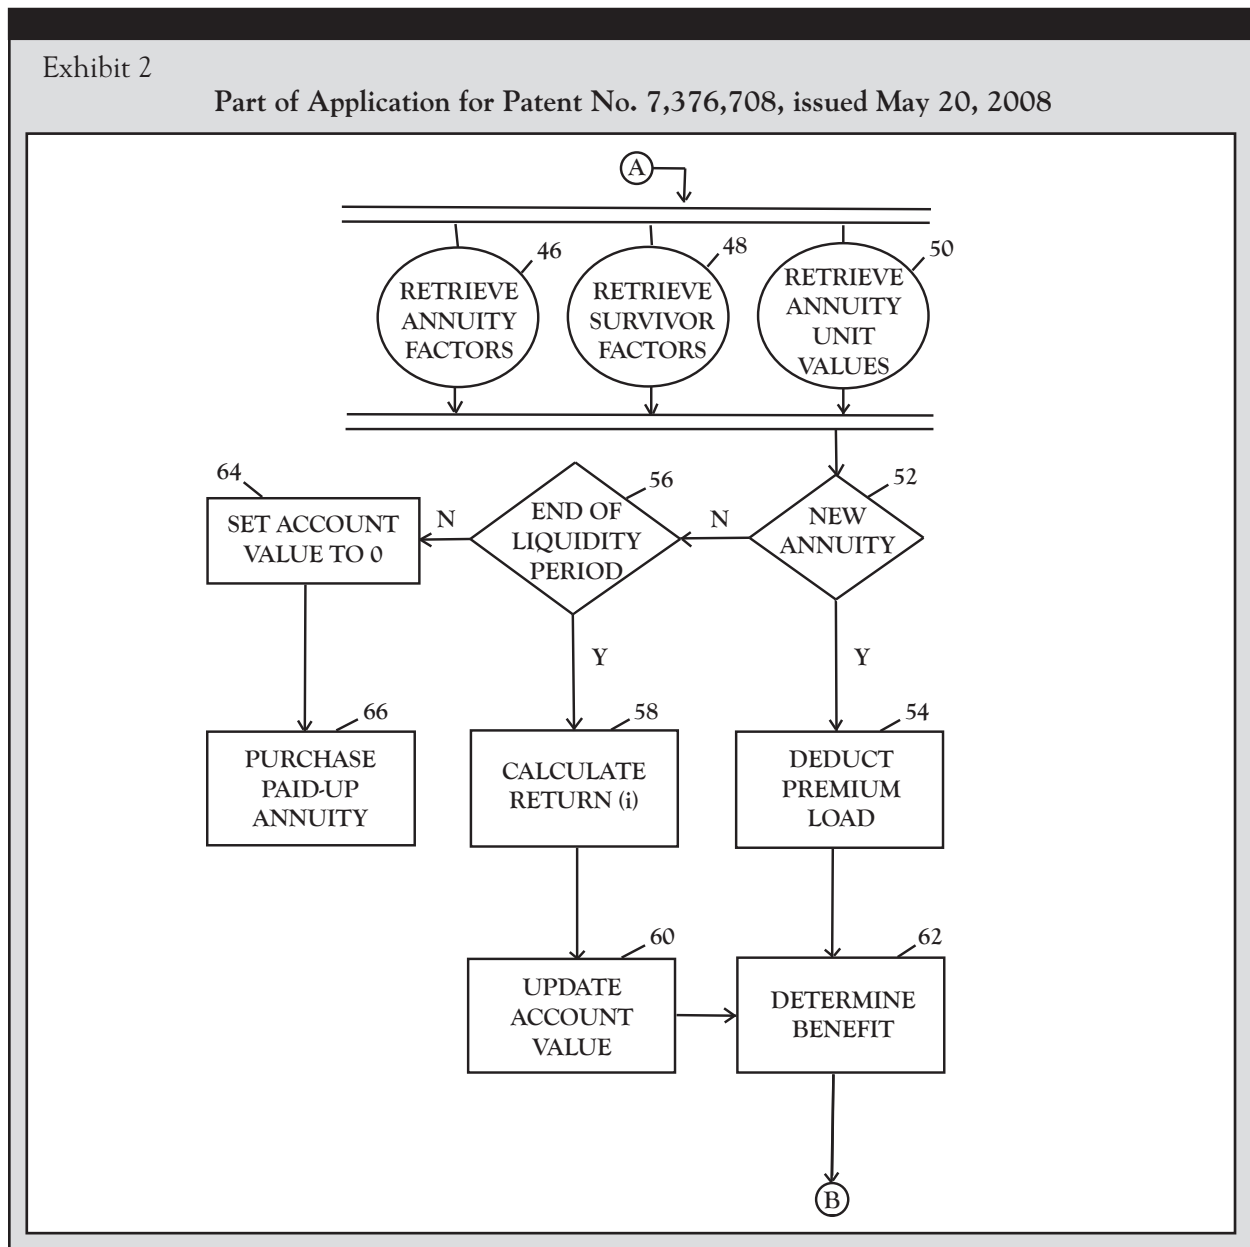 Exhibit 2
Part of Application for Patent No. 7,376,708, issued May 20, 2008
A
46
48
50
RETRIEVE
ANNUITY
FACTORS
RETRIEVE
SURVIVOR
FACTORS
RETRIEVE
ANNUITY
UNIT
VALUES
64
56
52
SET ACCOUNT
VALUE TO 0
N
END OF
LIQUIDITY
PERIOD
N
NEW
ANNUITY
Y
Y
66
58
54
PURCHASE
PAID-UP
ANNUITY
CALCULATE
RETURN (i)
DEDUCT
PREMIUM
LOAD
60
62
UPDATE
ACCOUNT
VALUE
DETERMINE
BENEFIT
B